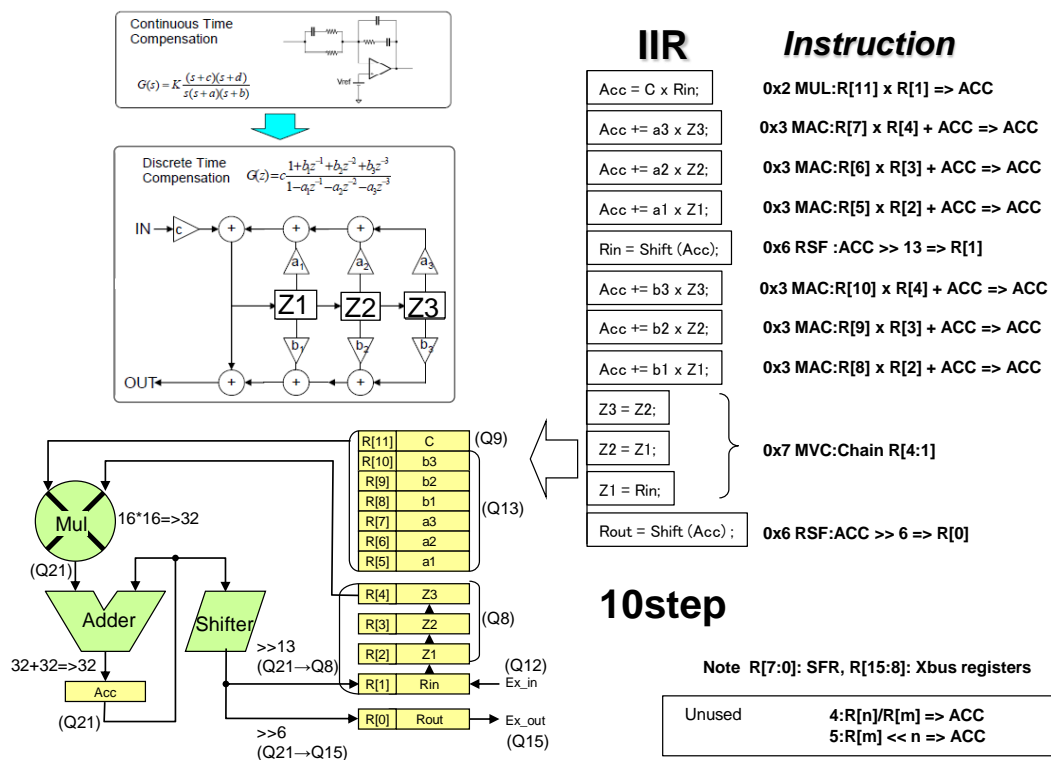 Continuous Time
Compensation
G(s) = K (s+c)(s+d) / s(s+a)(s+b)
Vref
Discrete Time
Compensation
G(z) = c 1+b₁z⁻¹+b₂z⁻²+b₃z⁻³ / 1−a₁z⁻¹−a₂z⁻²−a₃z⁻³
IN
c
+ + +
a₁ a₂ a₃
Z1 Z2 Z3
b₁ b₂ b₃
OUT
+ + +
IIR Instruction
Acc = C x Rin; 0x2 MUL:R[11] x R[1] => ACC
Acc += a3 x Z3; 0x3 MAC:R[7] x R[4] + ACC => ACC
Acc += a2 x Z2; 0x3 MAC:R[6] x R[3] + ACC => ACC
Acc += a1 x Z1; 0x3 MAC:R[5] x R[2] + ACC => ACC
Rin = Shift (Acc); 0x6 RSF :ACC >> 13 => R[1]
Acc += b3 x Z3; 0x3 MAC:R[10] x R[4] + ACC => ACC
Acc += b2 x Z2; 0x3 MAC:R[9] x R[3] + ACC => ACC
Acc += b1 x Z1; 0x3 MAC:R[8] x R[2] + ACC => ACC
Z3 = Z2;
Z2 = Z1; 0x7 MVC:Chain R[4:1]
Z1 = Rin;
Rout = Shift (Acc) ; 0x6 RSF:ACC >> 6 => R[0]
R[11] C (Q9)
R[10] b3
R[9] b2
R[8] b1 (Q13)
R[7] a3
R[6] a2
R[5] a1
R[4] Z3
R[3] Z2 (Q8)
R[2] Z1
(Q12)
R[1] Rin Ex_in
R[0] Rout Ex_out
(Q15)
Mul 16*16=>32
(Q21)
Adder
Shifter
32+32=>32
Acc
(Q21)
>>13
(Q21→Q8)
>>6
(Q21→Q15)
10step
Note R[7:0]: SFR, R[15:8]: Xbus registers
Unused 4:R[n]/R[m] => ACC
5:R[m] << n => ACC